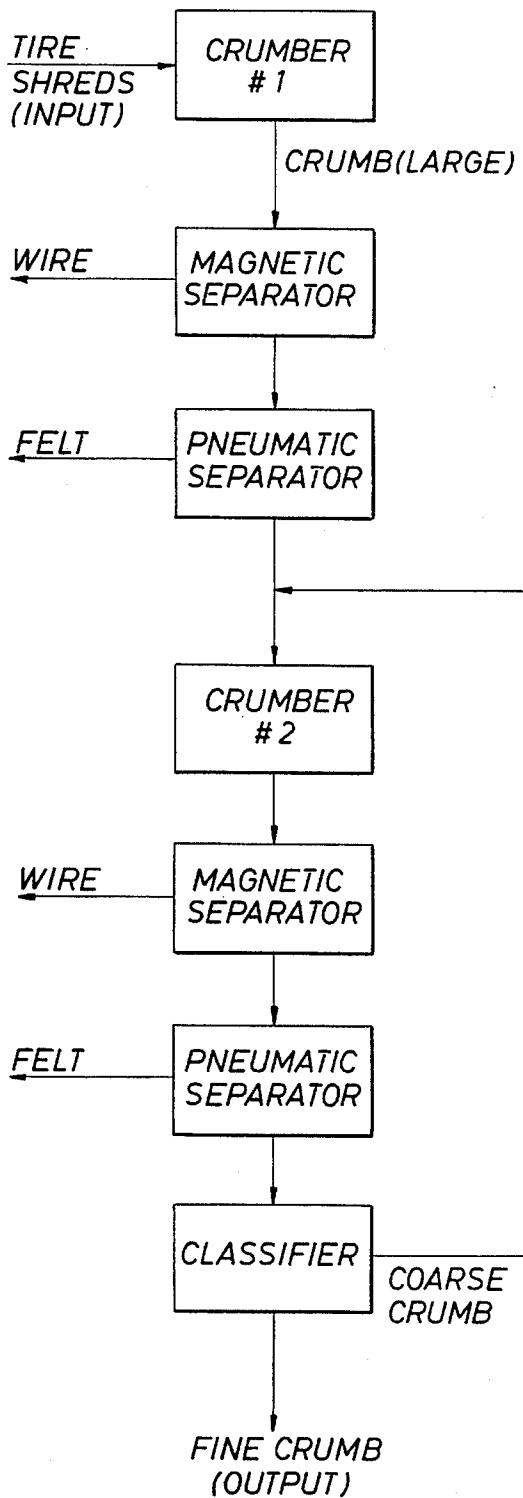 TIRE
SHREDS
(INPUT)
CRUMBER
#1
CRUMB(LARGE)
WIRE
MAGNETIC
SEPARATOR
FELT
PNEUMATIC
SEPARATOR
CRUMBER
#2
WIRE
MAGNETIC
SEPARATOR
FELT
PNEUMATIC
SEPARATOR
CLASSIFIER
COARSE
CRUMB
FINE CRUMB
(OUTPUT)